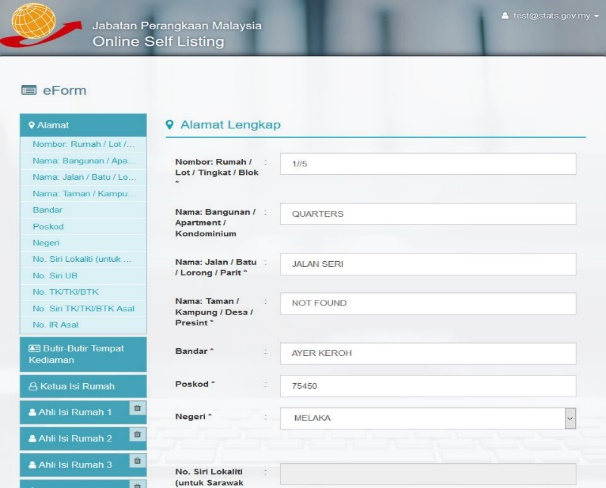 Jabatan Perangkaan Malaysia
Online Self Listing
test@stats.gov.my
eForm
Alamat
Nombor: Rumah / Lot /...
Nama: Bangunan / Apa...
Nama: Jalan / Batu / Lo...
Nama: Taman / Kampu...
Bandar
Poskod
Negeri
No. Siri Lokaliti (untuk ...
No. Siri UB
No. TK/TKI/BTK
No. Siri TK/TKI/BTK Asal
No. IR Asal
Butir-Butir Tempat
Kediaman
Ketua Isi Rumah
Ahli Isi Rumah 1
Ahli Isi Rumah 2
Ahli Isi Rumah 3
Alamat Lengkap
Nombor: Rumah / : 1//5
Lot / Tingkat / Blok
*
Nama: Bangunan / : QUARTERS
Apartment /
Kondominium
Nama: Jalan / Batu : JALAN SERI
/ Lorong / Parit *
Nama: Taman / : NOT FOUND
Kampung / Desa /
Presint *
Bandar * : AYER KEROH
Poskod * : 75450
Negeri * : MELAKA
No. Siri Lokaliti :
(untuk Sarawak